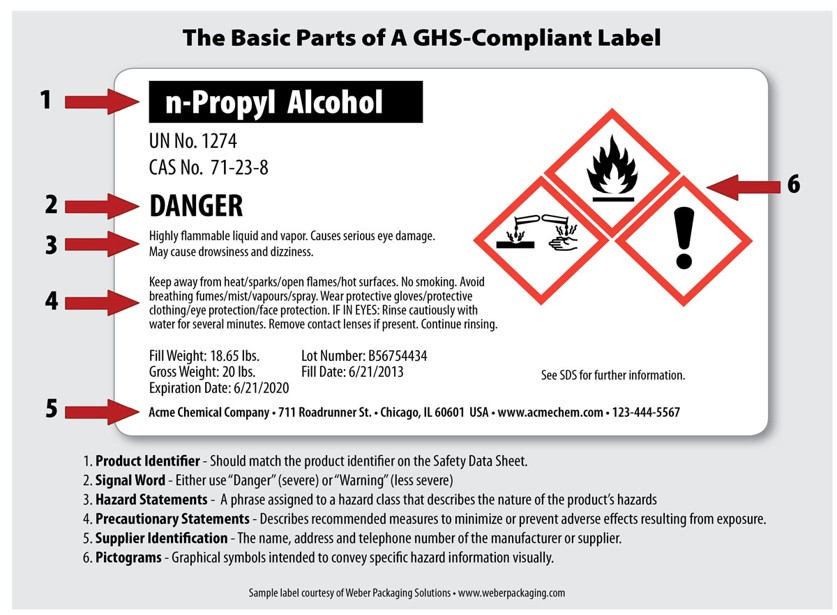 The Basic Parts of A GHS-Compliant Label
1
n-Propyl Alcohol
UN No. 1274
CAS No. 71-23-8
2
DANGER
3
Highly flammable liquid and vapor. Causes serious eye damage.
May cause drowsiness and dizziness.
6
4
Keep away from heat/sparks/open flames/hot surfaces. No smoking. Avoid
breathing fumes/mist/vapours/spray. Wear protective gloves/protective
clothing/eye protection/face protection. IF IN EYES: Rinse cautiously with
water for several minutes. Remove contact lenses if present. Continue rinsing.
Fill Weight: 18.65 lbs. Lot Number: B56754434
Gross Weight: 20 lbs. Fill Date: 6/21/2013
Expiration Date: 6/21/2020
See SDS for further information.
5
Acme Chemical Company • 711 Roadrunner St. • Chicago, IL 60601 USA • www.acmechem.com • 123-444-5567
1. Product Identifier - Should match the product identifier on the Safety Data Sheet.
2. Signal Word - Either use "Danger" (severe) or "Warning" (less severe)
3. Hazard Statements - A phrase assigned to a hazard class that describes the nature of the product's hazards
4. Precautionary Statements - Describes recommended measures to minimize or prevent adverse effects resulting from exposure.
5. Supplier Identification - The name, address and telephone number of the manufacturer or supplier.
6. Pictograms - Graphical symbols intended to convey specific hazard information visually.
Sample label courtesy of Weber Packaging Solutions • www.weberpackaging.com